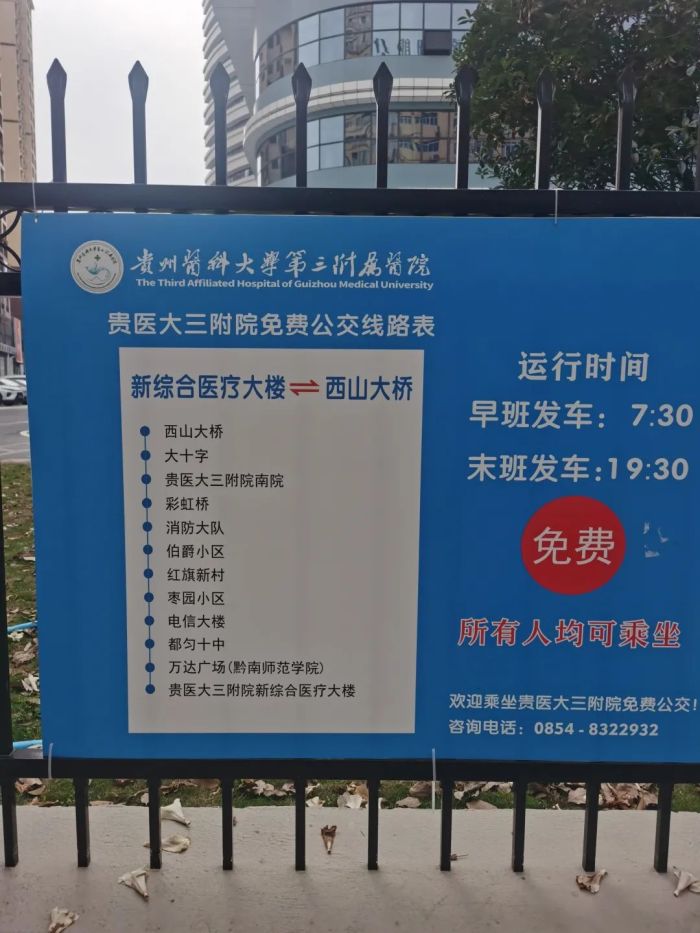 贵州医科大学第三附属医院
The Third Affiliated Hospital of Guizhou Medical University
贵医大三附院免费公交线路表
新综合医疗大楼⇌西山大桥
西山大桥
大十字
贵医大三附院南院
彩虹桥
消防大队
伯爵小区
红旗新村
枣园小区
电信大楼
都匀十中
万达广场(黔南师范学院)
贵医大三附院新综合医疗大楼
运行时间
早班发车：7:30
末班发车:19:30
免费
所有人均可乘坐
欢迎乘坐贵医大三附院免费公交!
咨询电话：0854 - 8322932